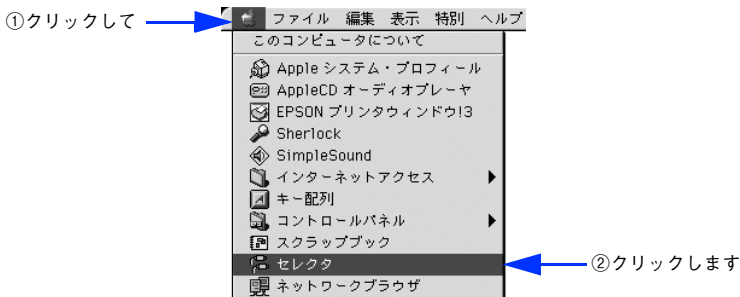 ①クリックして
ファイル 編集 表示 特別 ヘルプ
このコンピュータについて
Apple システム・プロフィール
AppleCD オーディオプレーヤ
EPSON プリンタウィンドウ!3
Sherlock
SimpleSound
インターネットアクセス
キー配列
コントロールパネル
スクラップブック
セレクタ
②クリックします
ネットワークブラウザ